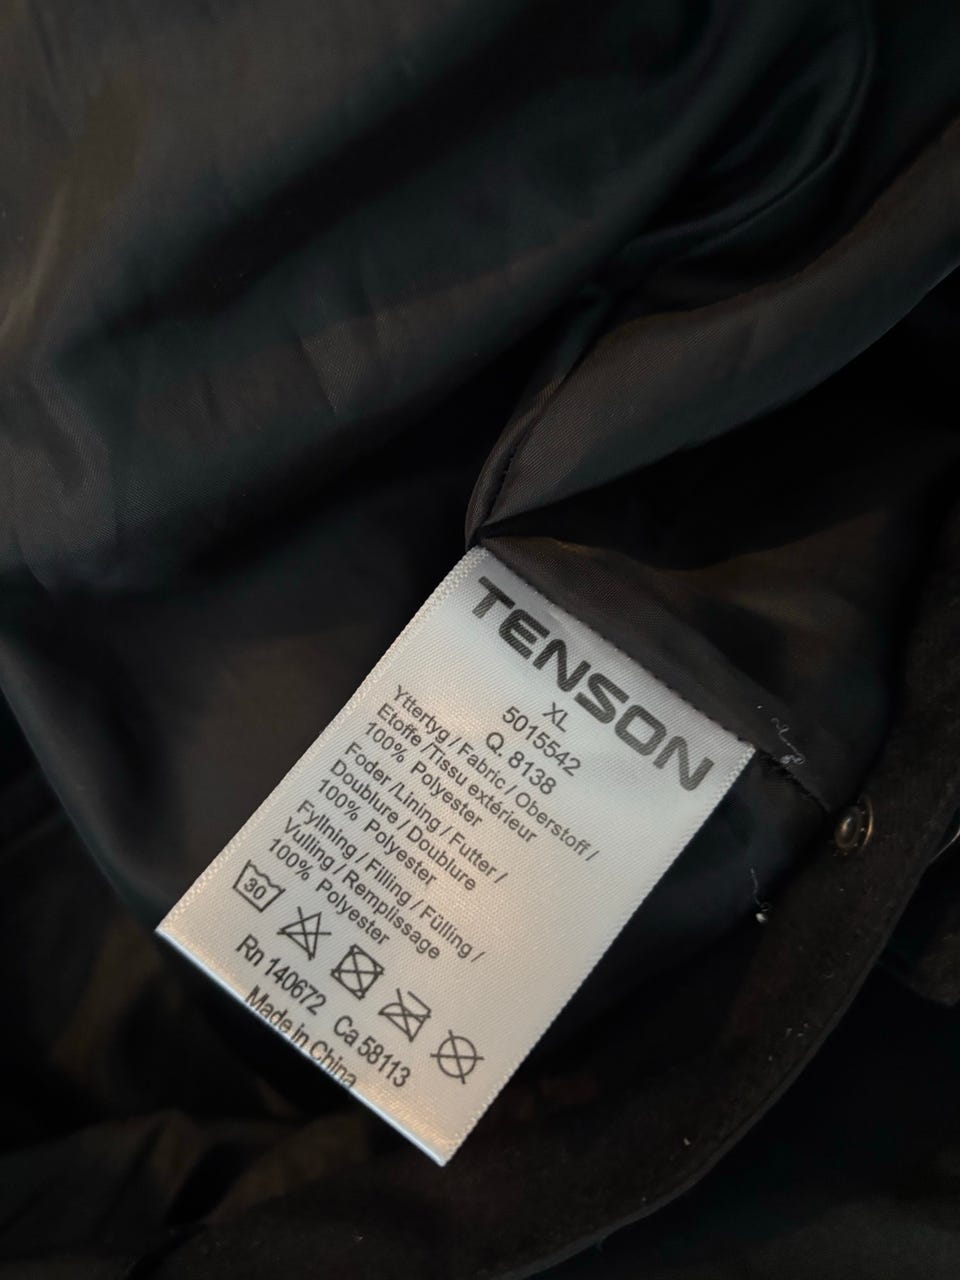 TENSON
XL
5015542
Q. 8138
Yttertyg / Fabric / Oberstoff /
Etoffe /Tissu extérieur
100% Polyester
Foder /Lining / Futter /
Doublure / Doublure
100% Polyester
Fyllning / Filling / Fülling /
Vulling / Remplissage
100% Polyester
30
Rn 140672 Ca 58113
Made in China